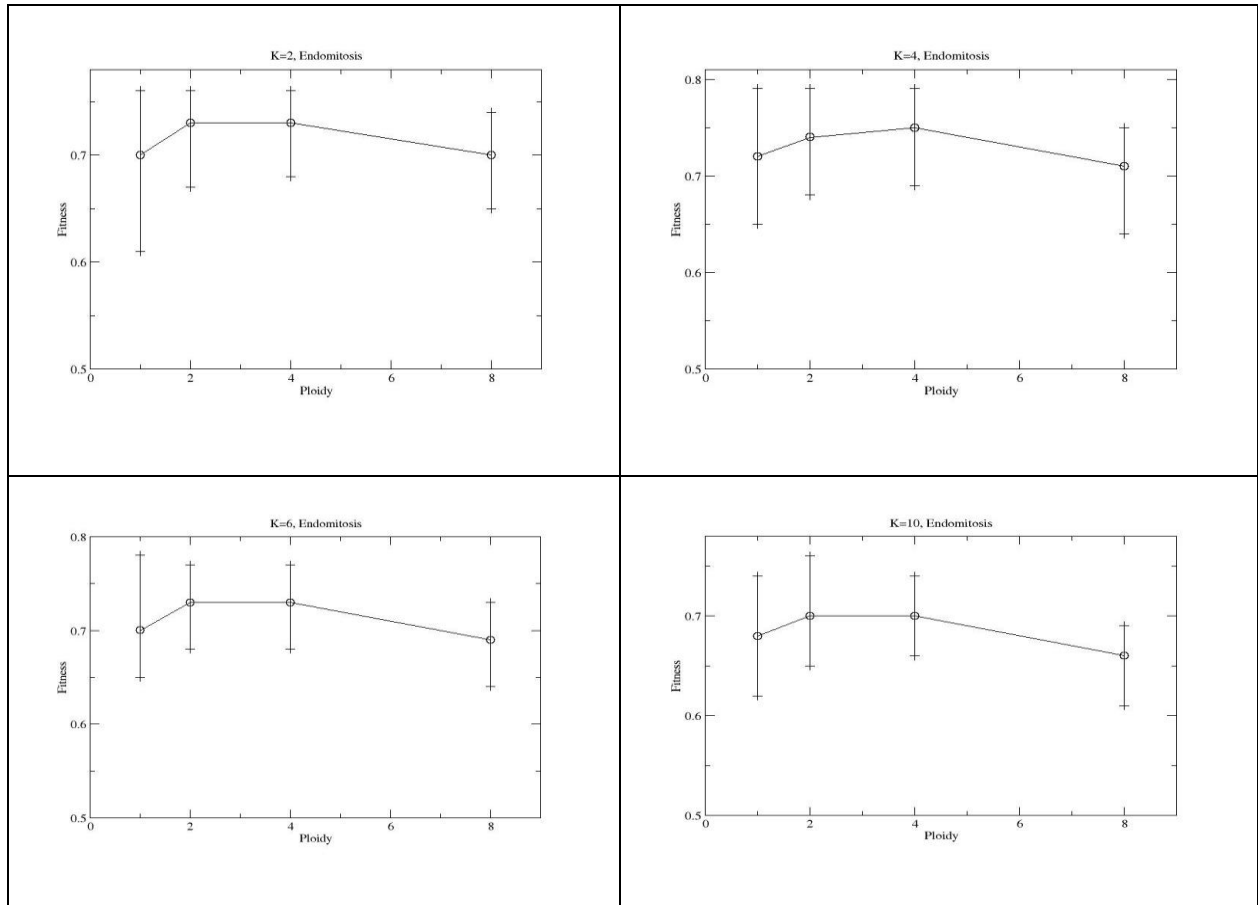 K=2, Endomitosis
0.7
0.6
0.5
Fitness
0 2 4 6 8
Ploidy
K=4, Endomitosis
0.8
0.7
0.6
0.5
Fitness
0 2 4 6 8
Ploidy
K=6, Endomitosis
0.8
0.7
0.6
0.5
Fitness
0 2 4 6 8
Ploidy
K=10, Endomitosis
0.7
0.6
0.5
Fitness
0 2 4 6 8
Ploidy